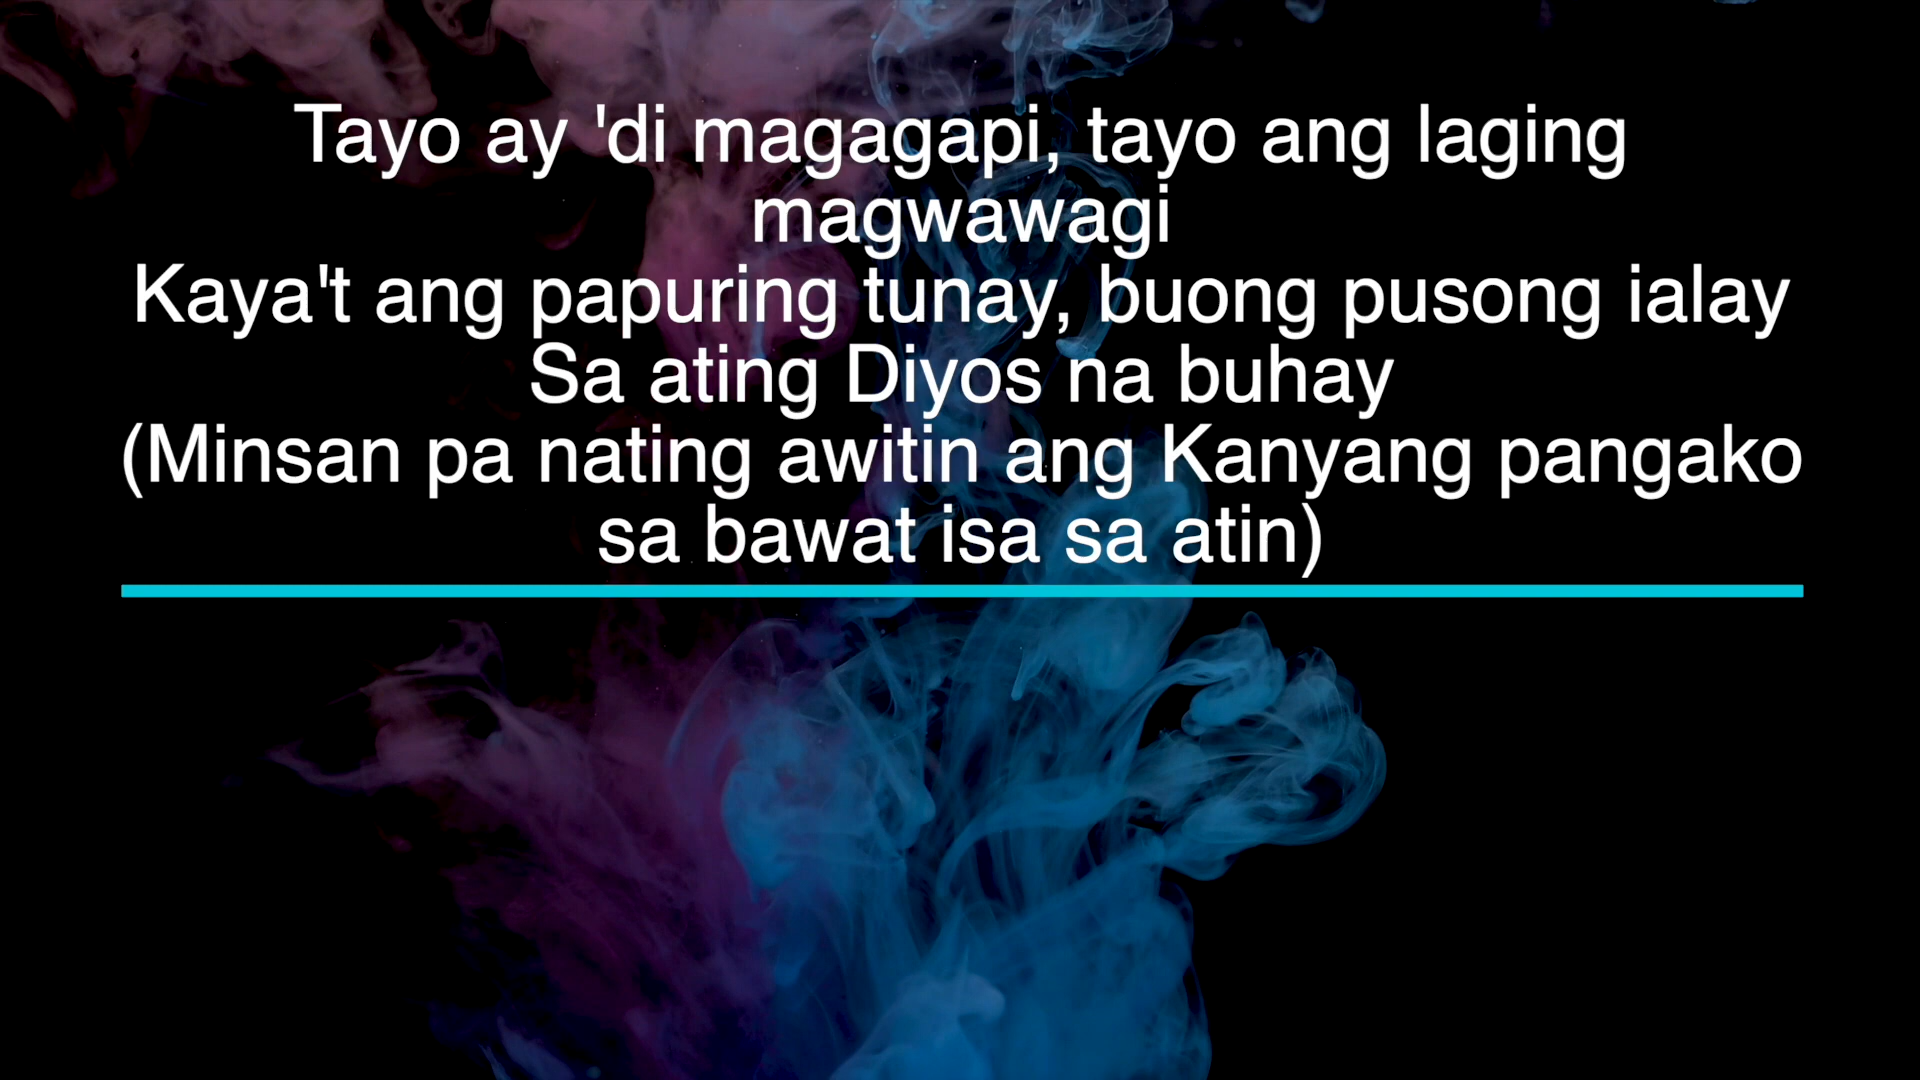 Tayo ay 'di magagapi, tayo ang laging
magwawagi
Kaya't ang papuring tunay, buong pusong ialay
Sa ating Diyos na buhay
(Minsan pa nating awitin ang Kanyang pangako
sa bawat isa sa atin)